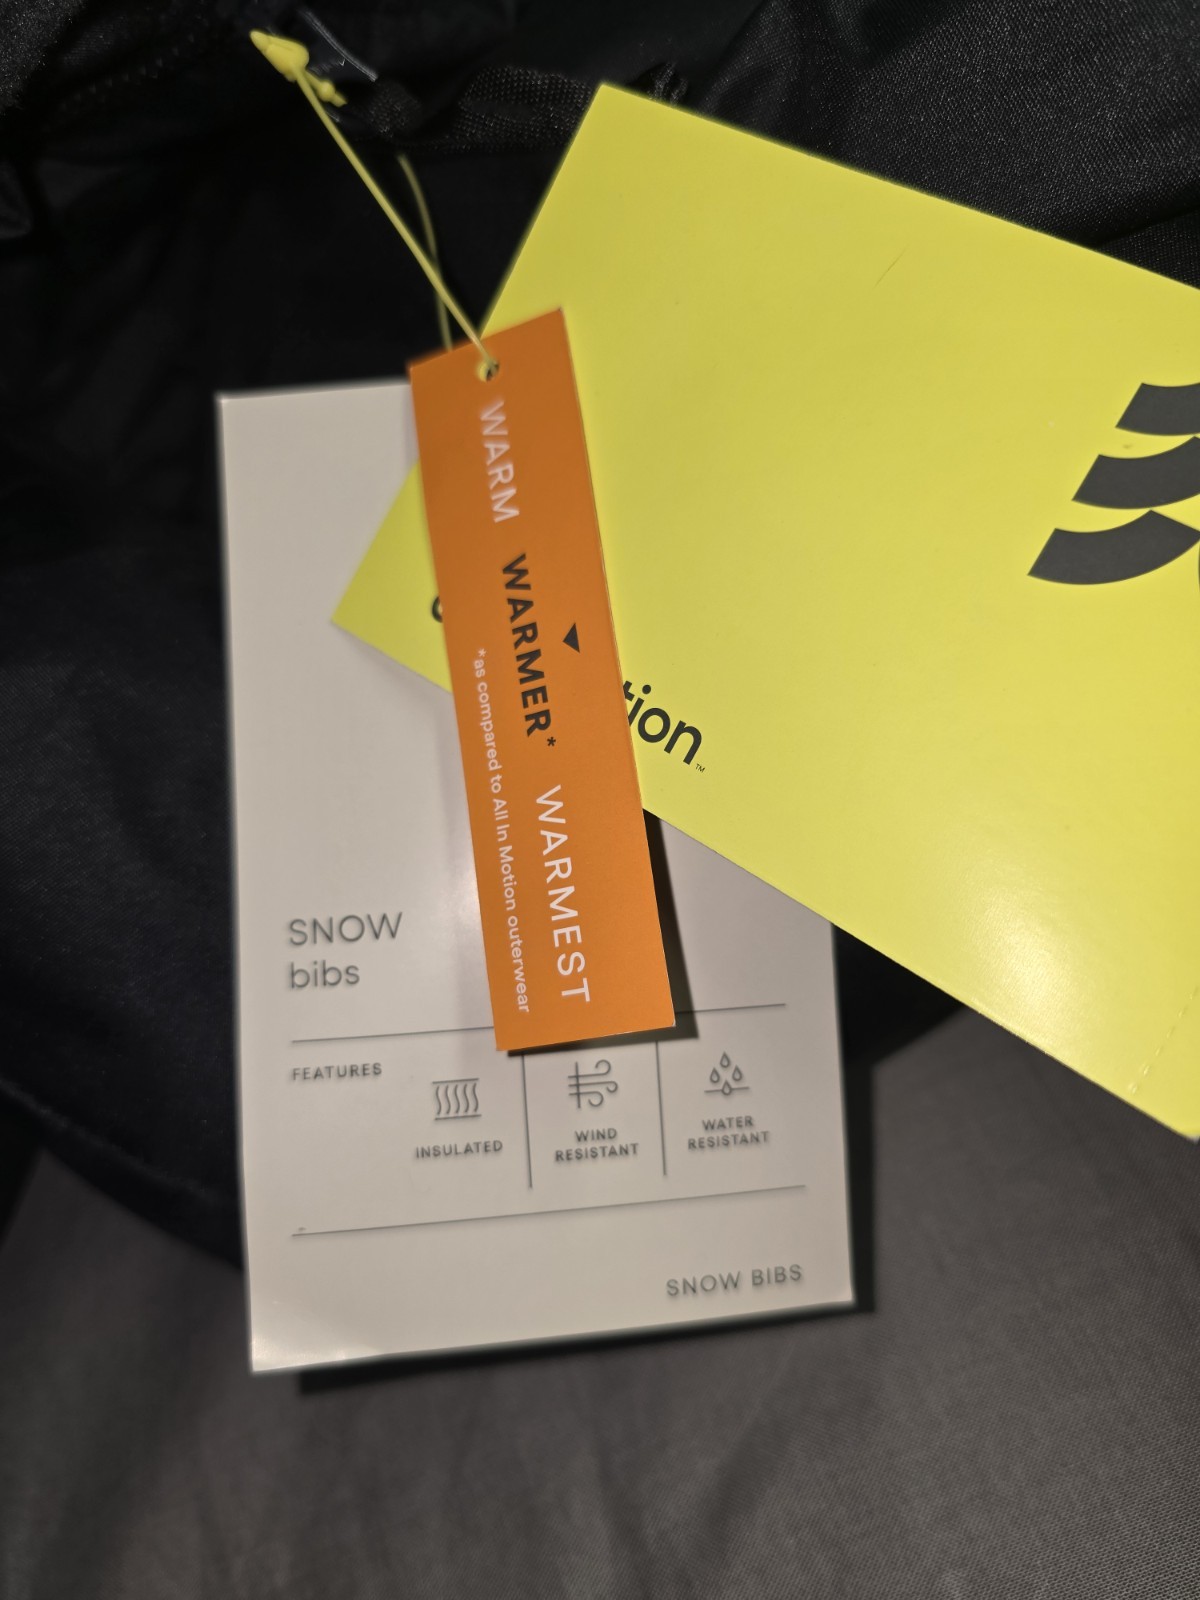 WARM WARMER* WARMEST
*as compared to All In Motion outerwear
tion™
SNOW
bibs
FEATURES
INSULATED
WIND
RESISTANT
WATER
RESISTANT
SNOW BIBS